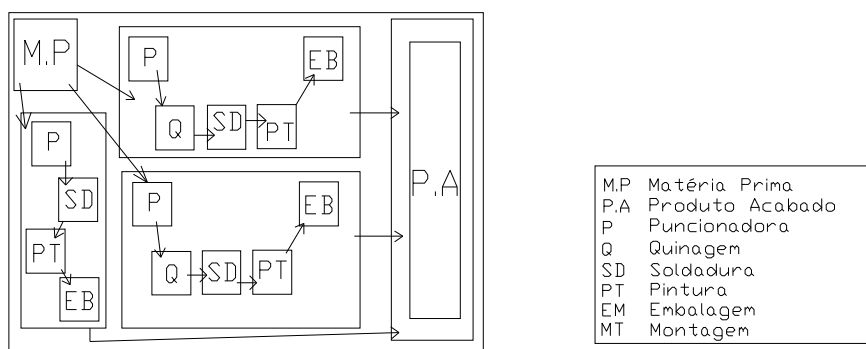 M.P
P
EB
Q
SD
PT
P
SD
PT
EB
P
EB
Q
SD
PT
P.A
M.P Matéria Prima
P.A Produto Acabado
P Puncionadora
Q Quinagem
SD Soldadura
PT Pintura
EM Embalagem
MT Montagem